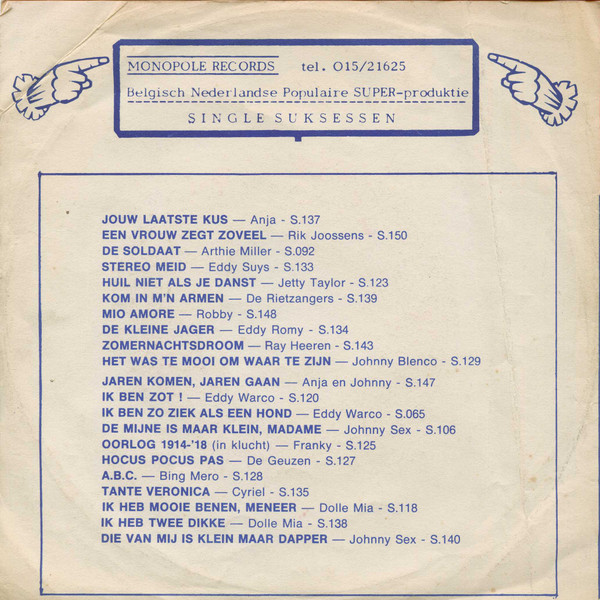 MONOPOLE RECORDS tel. 015/21625
Belgisch Nederlandse Populaire SUPER-produktie
SINGLE SUKSESSEN
JOUW LAATSTE KUS — Anja - S.137
EEN VROUW ZEGT ZOVEEL — Rik Joossens - S.150
DE SOLDAAT — Arthie Miller - S.092
STEREO MEID — Eddy Suys - S.133
HUIL NIET ALS JE DANST — Jetty Taylor - S.123
KOM IN M'N ARMEN — De Rietzangers - S.139
MIO AMORE — Robby - S.148
DE KLEINE JAGER — Eddy Romy - S.134
ZOMERNACHTSDROOM — Ray Heeren - S.143
HET WAS TE MOOI OM WAAR TE ZIJN — Johnny Blenco - S.129
JAREN KOMEN, JAREN GAAN — Anja en Johnny - S.147
IK BEN ZOT ! — Eddy Warco - S.120
IK BEN ZO ZIEK ALS EEN HOND — Eddy Warco - S.065
DE MIJNE IS MAAR KLEIN, MADAME — Johnny Sex - S.106
OORLOG 1914-'18 (in klucht) — Franky - S.125
HOCUS POCUS PAS — De Geuzen - S.127
A.B.C. — Bing Mero - S.128
TANTE VERONICA — Cyriel - S.135
IK HEB MOOIE BENEN, MENEER — Dolle Mia - S.118
IK HEB TWEE DIKKE — Dolle Mia - S.138
DIE VAN MIJ IS KLEIN MAAR DAPPER — Johnny Sex - S.140